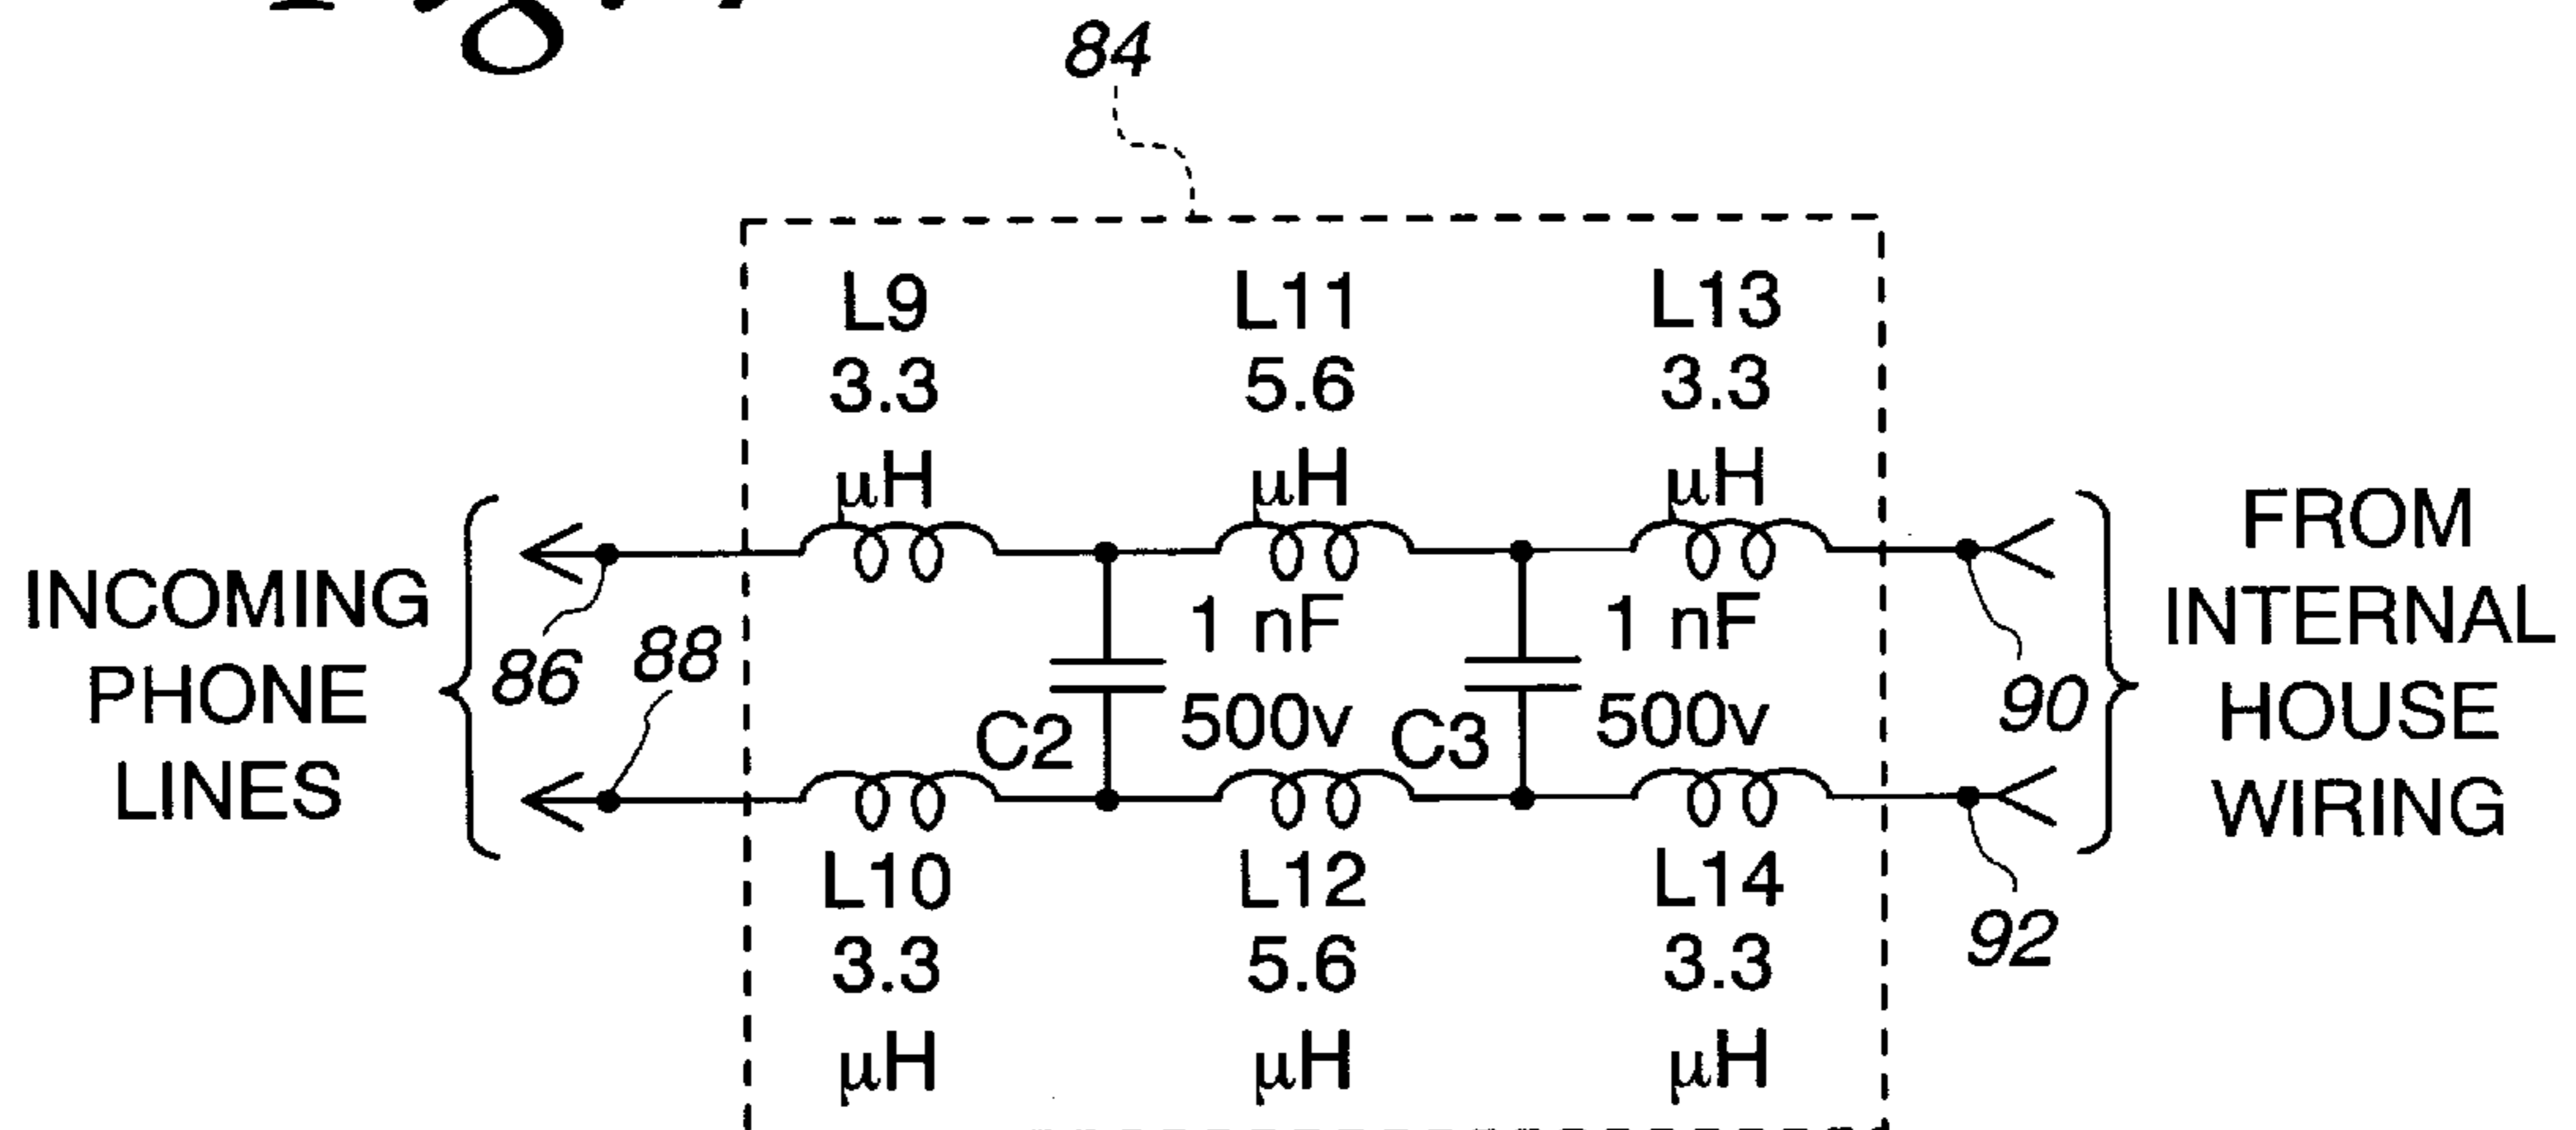 84
L9
3.3
µH
L11
5.6
µH
L13
3.3
µH
INCOMING
PHONE
LINES
86
88
C2
1 nF
500v
C3
1 nF
500v
90
92
FROM
INTERNAL
HOUSE
WIRING
L10
3.3
µH
L12
5.6
µH
L14
3.3
µH